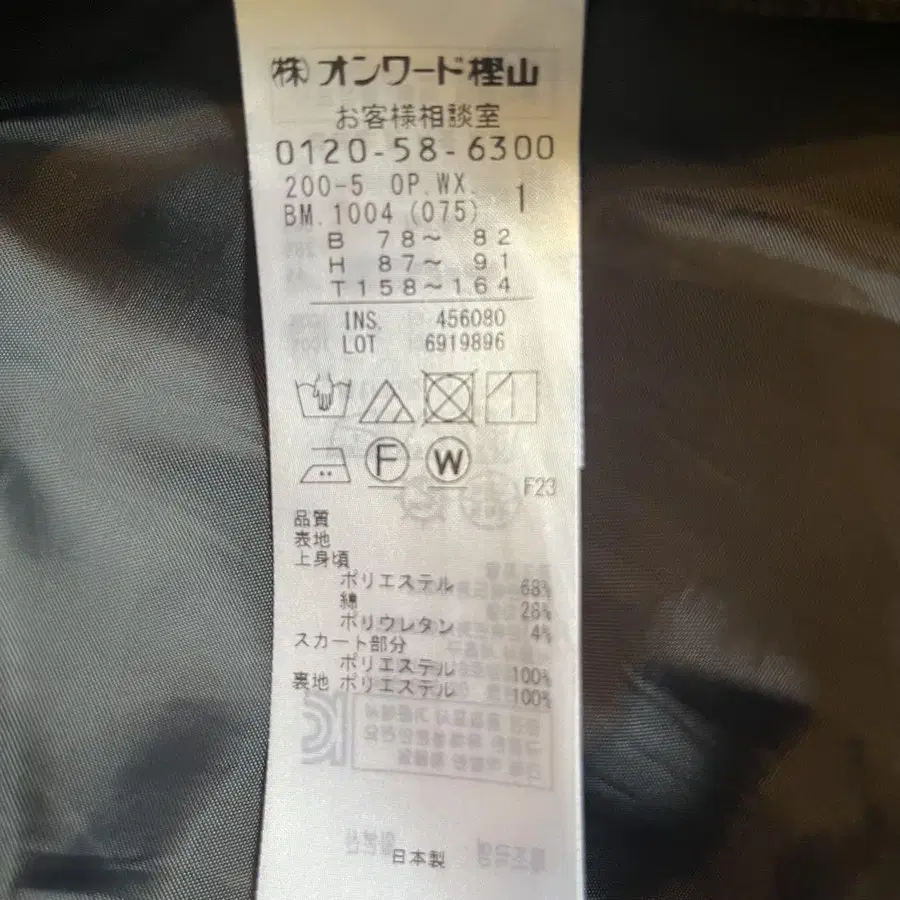 (株)オンワード樫山
お客様相談室
0120-58-6300
200-5 OP.WX. 1
BM.1004 (075)
B 78～ 82
H 87～ 91
T158～164
INS. 456080
LOT 6919896
F W
F23
品質
表地
上身頃
ポリエステル 68%
綿 28%
ポリウレタン 4%
スカート部分
ポリエステル 100%
裏地 ポリエステル 100%
日本製